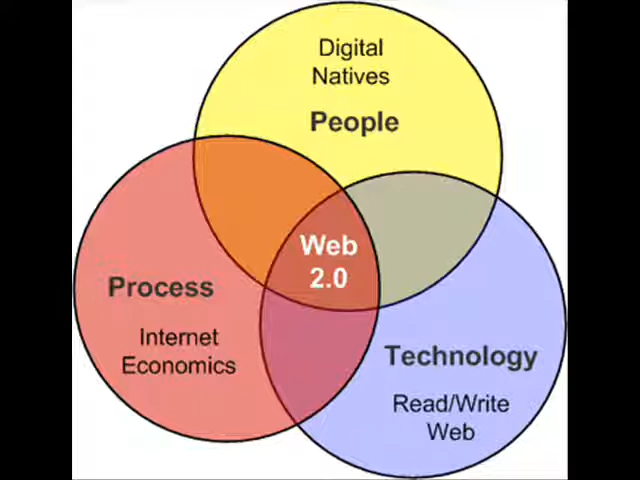 Digital
Natives
People
Web
2.0
Process
Internet
Economics
Technology
Read/Write
Web